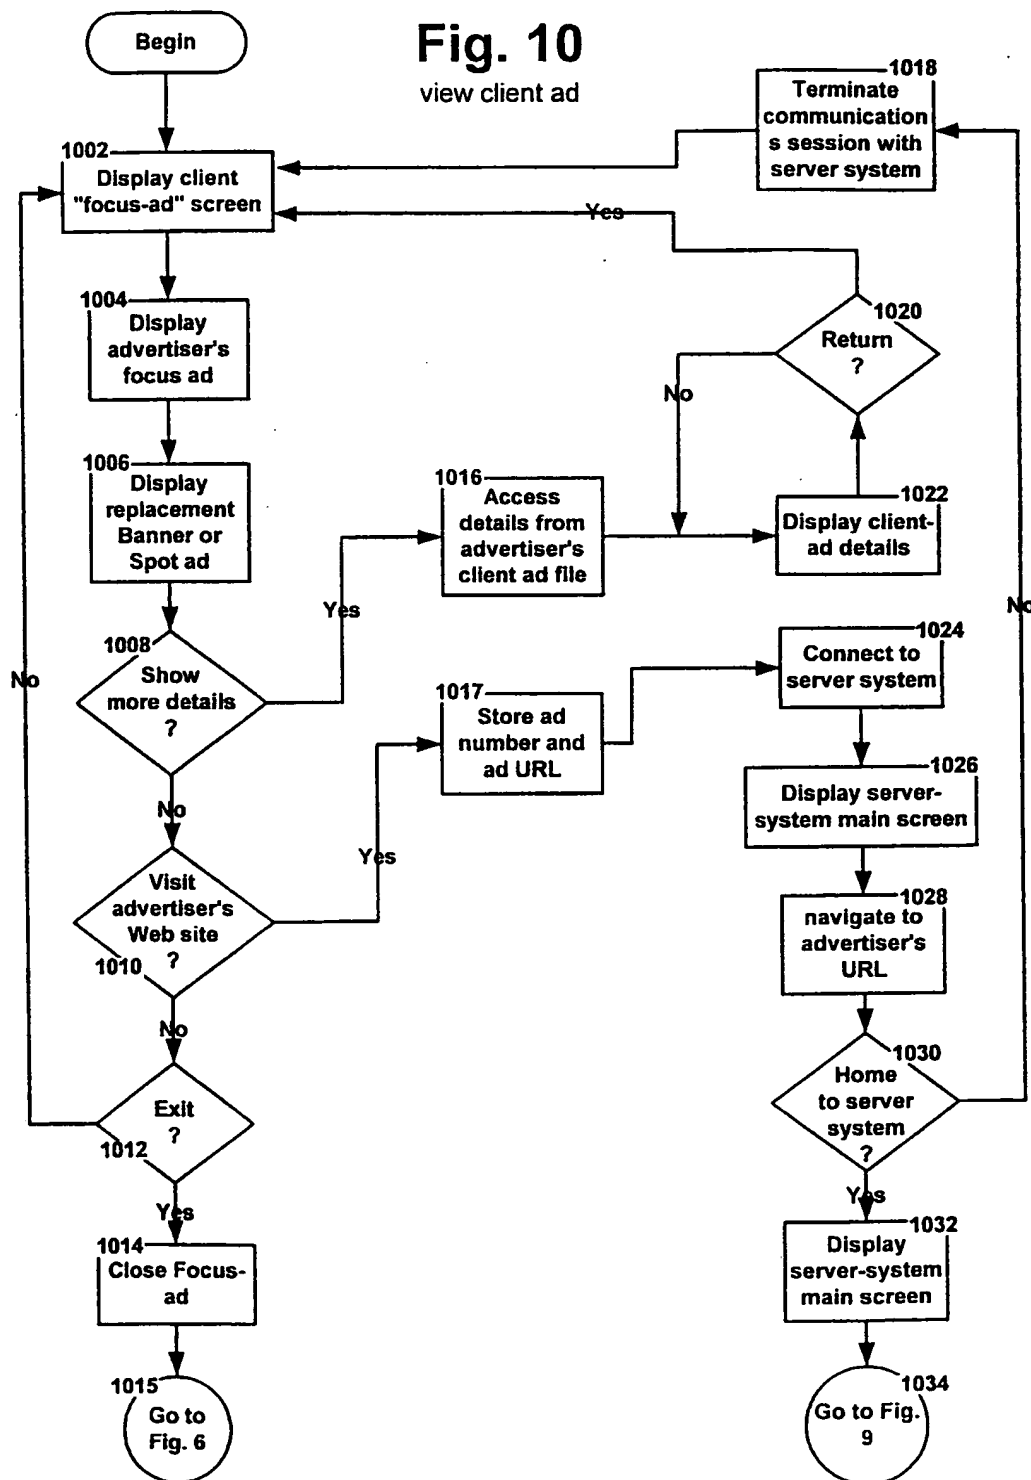 Begin
Fig. 10
view client ad
1002
Display client
"focus-ad" screen
1004
Display
advertiser's
focus ad
1006
Display
replacement
Banner or
Spot ad
1008
Show
more details
?
No
Yes
No
Visit
advertiser's
Web site
?
1010
Yes
No
Exit
?
1012
Yes
1014
Close Focus-
ad
1015
Go to
Fig. 6
1016
Access
details from
advertiser's
client ad file
1017
Store ad
number and
ad URL
1018
Terminate
communication
s session with
server system
Yes
1020
Return
?
No
1022
Display client-
ad details
No
1024
Connect to
server system
1026
Display server-
system main screen
1028
navigate to
advertiser's
URL
1030
Home
to server
system
?
Yes
1032
Display
server-system
main screen
1034
Go to Fig.
9